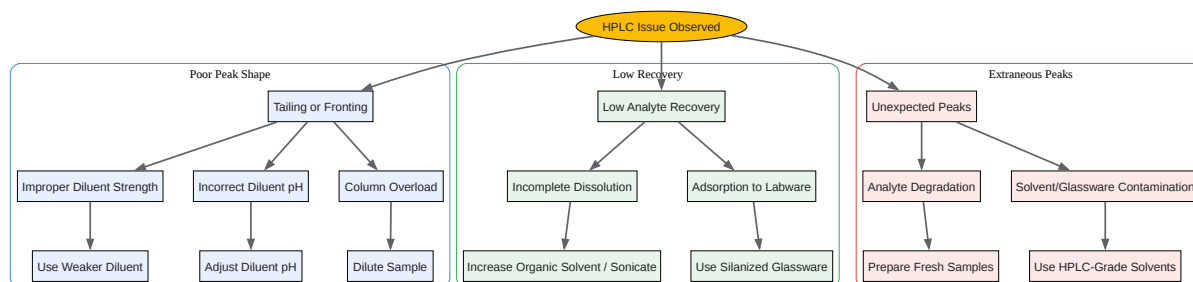 HPLC Issue Observed
Poor Peak Shape
Low Recovery
Extraneous Peaks
Tailing or Fronting
Low Analyte Recovery
Unexpected Peaks
Improper Diluent Strength
Incorrect Diluent pH
Column Overload
Incomplete Dissolution
Adsorption to Labware
Analyte Degradation
Solvent/Glassware Contamination
Use Weaker Diluent
Adjust Diluent pH
Dilute Sample
Increase Organic Solvent / Sonicate
Use Silanized Glassware
Prepare Fresh Samples
Use HPLC-Grade Solvents